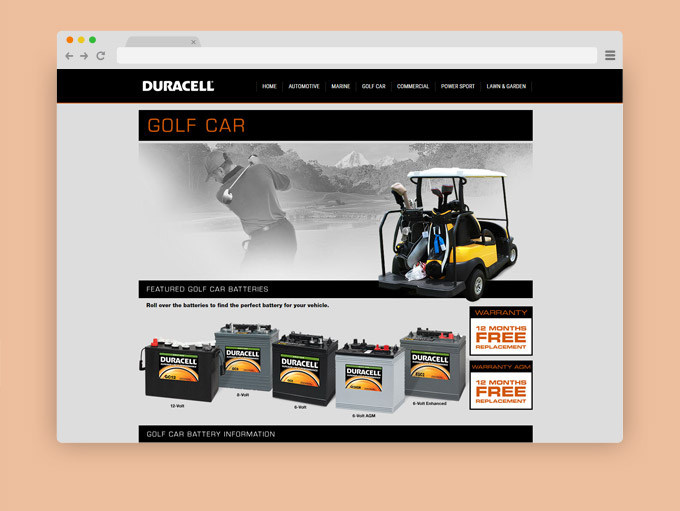 DURACELL
HOME AUTOMOTIVE MARINE GOLF CAR COMMERCIAL POWER SPORT LAWN & GARDEN
GOLF CAR
FEATURED GOLF CAR BATTERIES
Roll over the batteries to find the perfect battery for your vehicle.
DURACELL
GC12
12-Volt
DURACELL
8-Volt
DURACELL
6-Volt
DURACELL
6-Volt AGM
DURACELL
6-Volt Enhanced
WARRANTY
12 MONTHS
FREE
REPLACEMENT
WARRANTY AGM
12 MONTHS
FREE
REPLACEMENT
GOLF CAR BATTERY INFORMATION